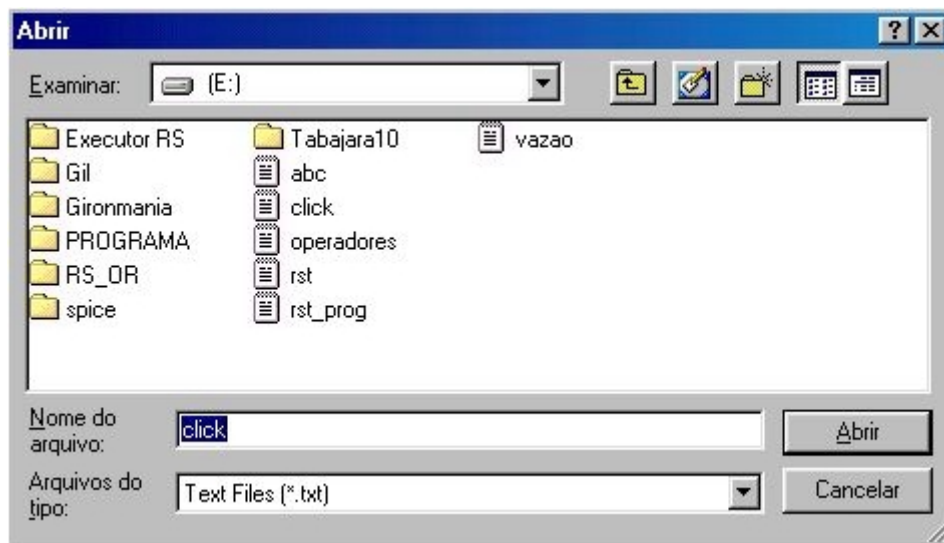 Abrir
Examinar: (E:)
Executor RS Tabajara10 vazao
Gil abc
Gironmania click
PROGRAMA operadores
RS_OR rst
spice rst_prog
Nome do arquivo: click Abrir
Arquivos do tipo: Text Files (*.txt) Cancelar